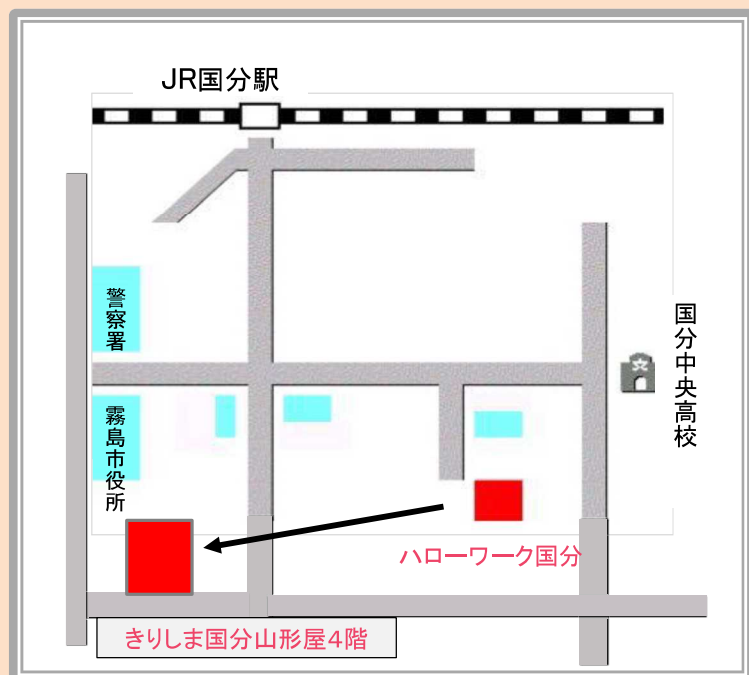 JR国分駅
警察署
国分中央高校
霧島市役所
ハローワーク国分
きりしま国分山形屋4階